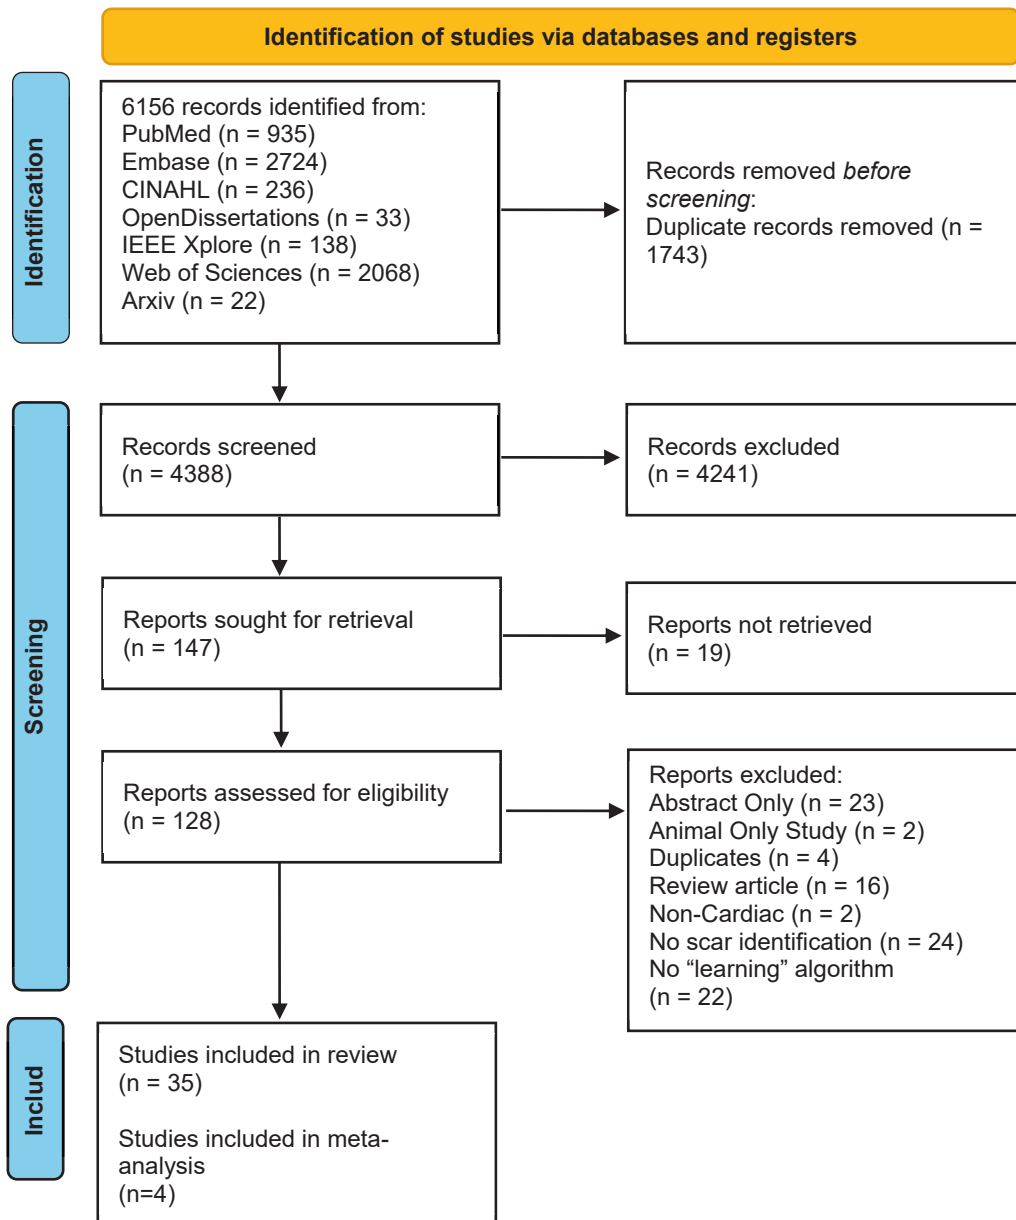 Identification of studies via databases and registers
Identification
6156 records identified from:
PubMed (n = 935)
Embase (n = 2724)
CINAHL (n = 236)
OpenDissertations (n = 33)
IEEE Xplore (n = 138)
Web of Sciences (n = 2068)
Arxiv (n = 22)
Records removed before
screening:
Duplicate records removed (n =
1743)
Screening
Records screened
(n = 4388)
Records excluded
(n = 4241)
Reports sought for retrieval
(n = 147)
Reports not retrieved
(n = 19)
Reports assessed for eligibility
(n = 128)
Reports excluded:
Abstract Only (n = 23)
Animal Only Study (n = 2)
Duplicates (n = 4)
Review article (n = 16)
Non-Cardiac (n = 2)
No scar identification (n = 24)
No “learning” algorithm
(n = 22)
Includ
Studies included in review
(n = 35)
Studies included in meta-
analysis
(n=4)